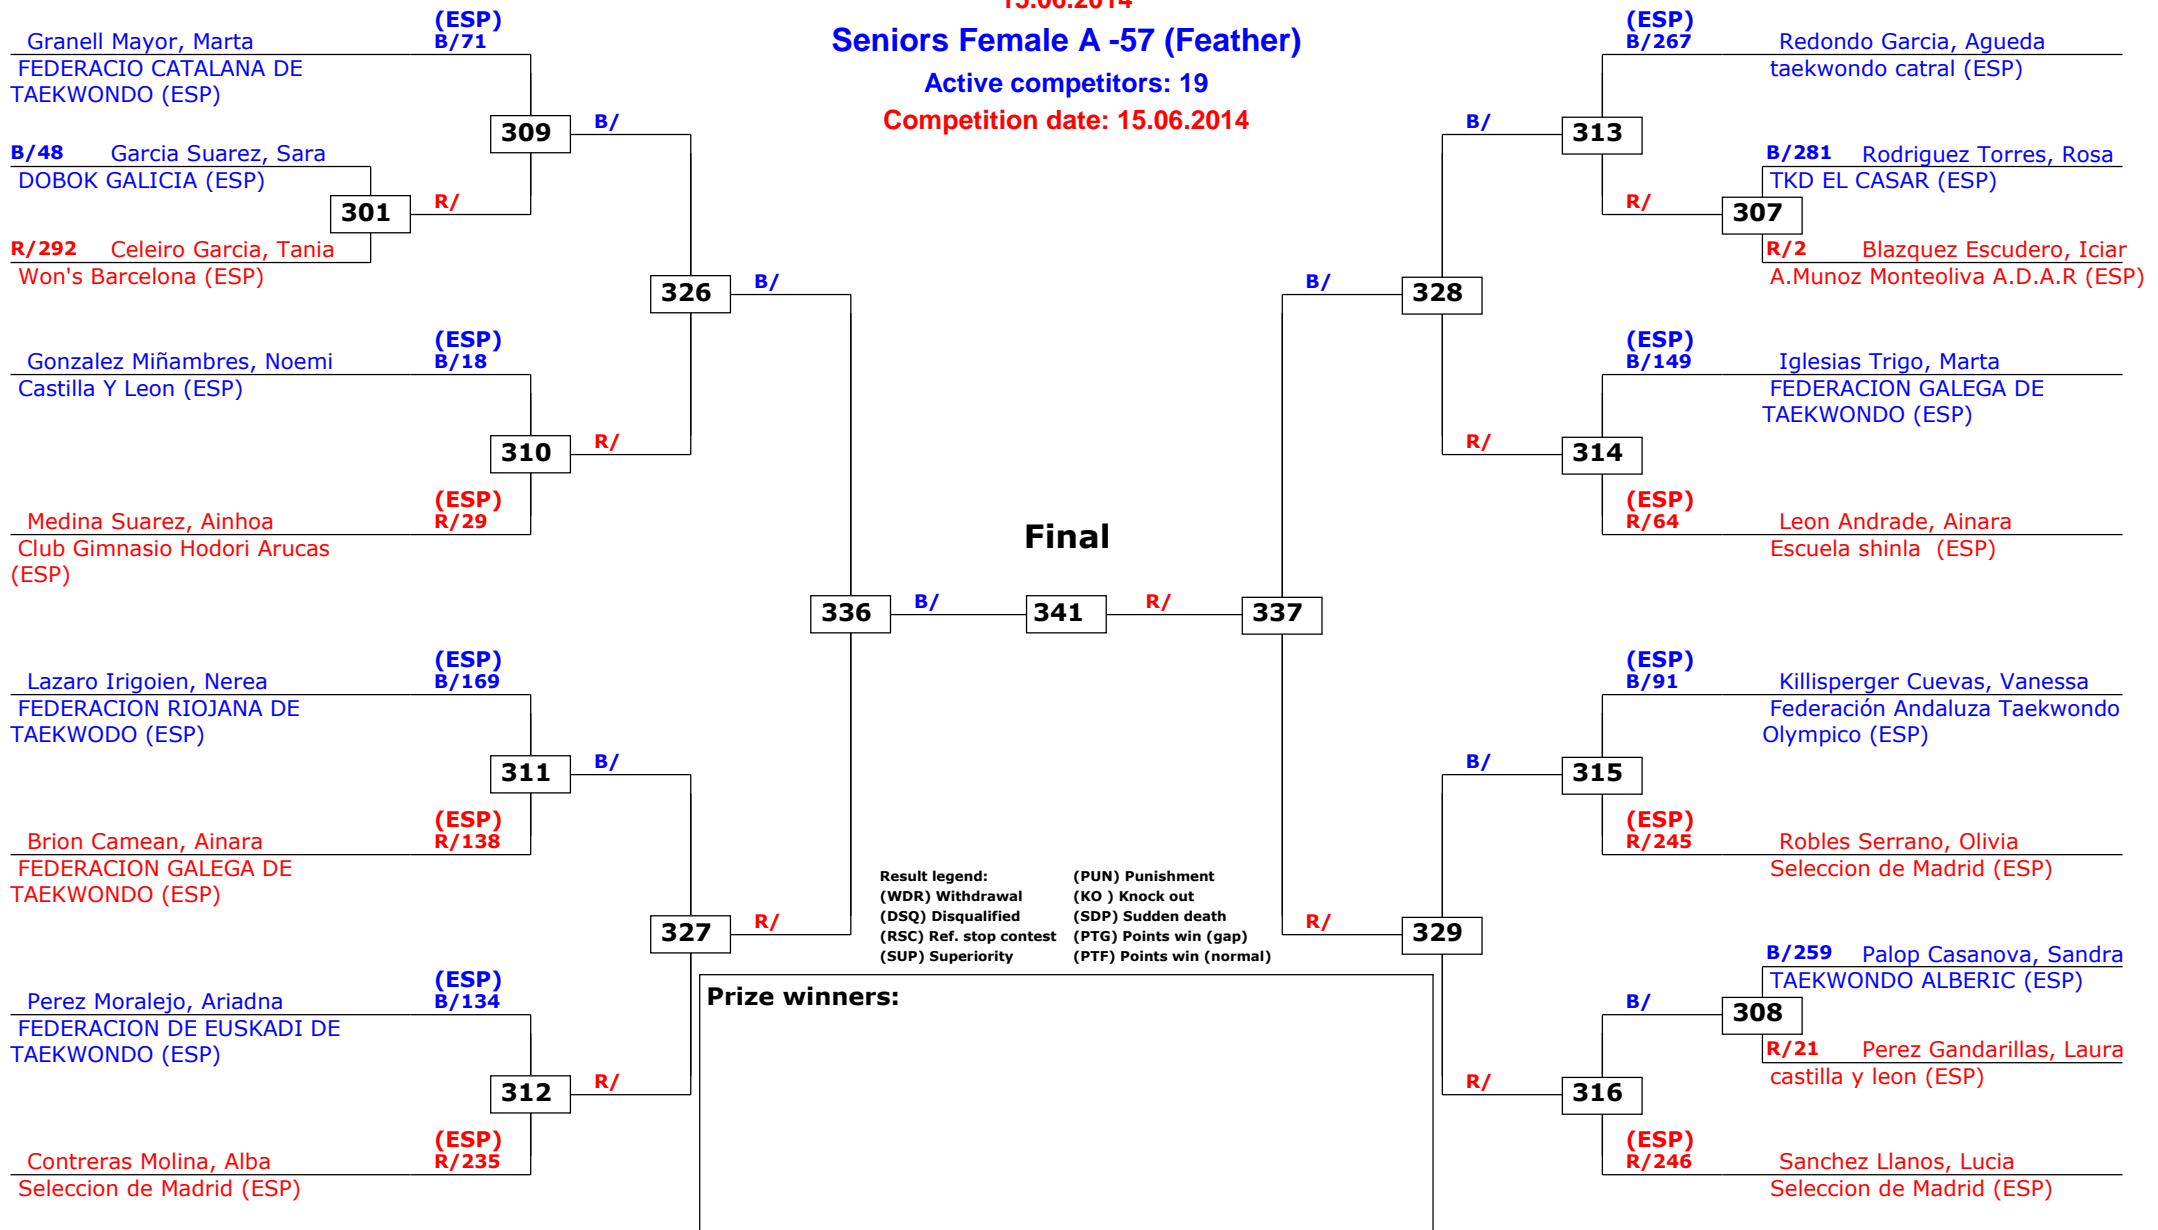 15.06.2014
Seniors Female A -57 (Feather)
Active competitors: 19
Competition date: 15.06.2014
(ESP)
Granell Mayor, Marta B/71
FEDERACIO CATALANA DE
TAEKWONDO (ESP)
309
B/
B/48 Garcia Suarez, Sara
DOBOK GALICIA (ESP)
301
R/
R/292 Celeiro Garcia, Tania
Won's Barcelona (ESP)
326
B/
(ESP)
Gonzalez Miñambres, Noemi B/18
Castilla Y Leon (ESP)
310
R/
(ESP)
Medina Suarez, Ainhoa R/29
Club Gimnasio Hodori Arucas
(ESP)
336
B/
(ESP)
Lazaro Irigoien, Nerea B/169
FEDERACION RIOJANA DE
TAEKWODO (ESP)
311
B/
(ESP)
Brion Camean, Ainara R/138
FEDERACION GALEGA DE
TAEKWONDO (ESP)
327
R/
(ESP)
Perez Moralejo, Ariadna B/134
FEDERACION DE EUSKADI DE
TAEKWONDO (ESP)
312
R/
(ESP)
Contreras Molina, Alba R/235
Seleccion de Madrid (ESP)
Final
341
R/
337
(ESP)
B/267 Redondo Garcia, Agueda
taekwondo catral (ESP)
B/
313
B/281 Rodriguez Torres, Rosa
TKD EL CASAR (ESP)
R/
307
R/2 Blazquez Escudero, Iciar
A.Munoz Monteoliva A.D.A.R (ESP)
B/
328
(ESP)
B/149 Iglesias Trigo, Marta
FEDERACION GALEGA DE
TAEKWONDO (ESP)
R/
314
(ESP)
R/64 Leon Andrade, Ainara
Escuela shinla (ESP)
(ESP)
B/91 Killisperger Cuevas, Vanessa
Federación Andaluza Taekwondo
Olympico (ESP)
B/
315
(ESP)
R/245 Robles Serrano, Olivia
Seleccion de Madrid (ESP)
R/
329
B/259 Palop Casanova, Sandra
TAEKWONDO ALBERIC (ESP)
B/
308
R/21 Perez Gandarillas, Laura
castilla y leon (ESP)
R/
316
(ESP)
R/246 Sanchez Llanos, Lucia
Seleccion de Madrid (ESP)
Result legend: (PUN) Punishment
(WDR) Withdrawal (KO ) Knock out
(DSQ) Disqualified (SDP) Sudden death
(RSC) Ref. stop contest (PTG) Points win (gap)
(SUP) Superiority (PTF) Points win (normal)
Prize winners: